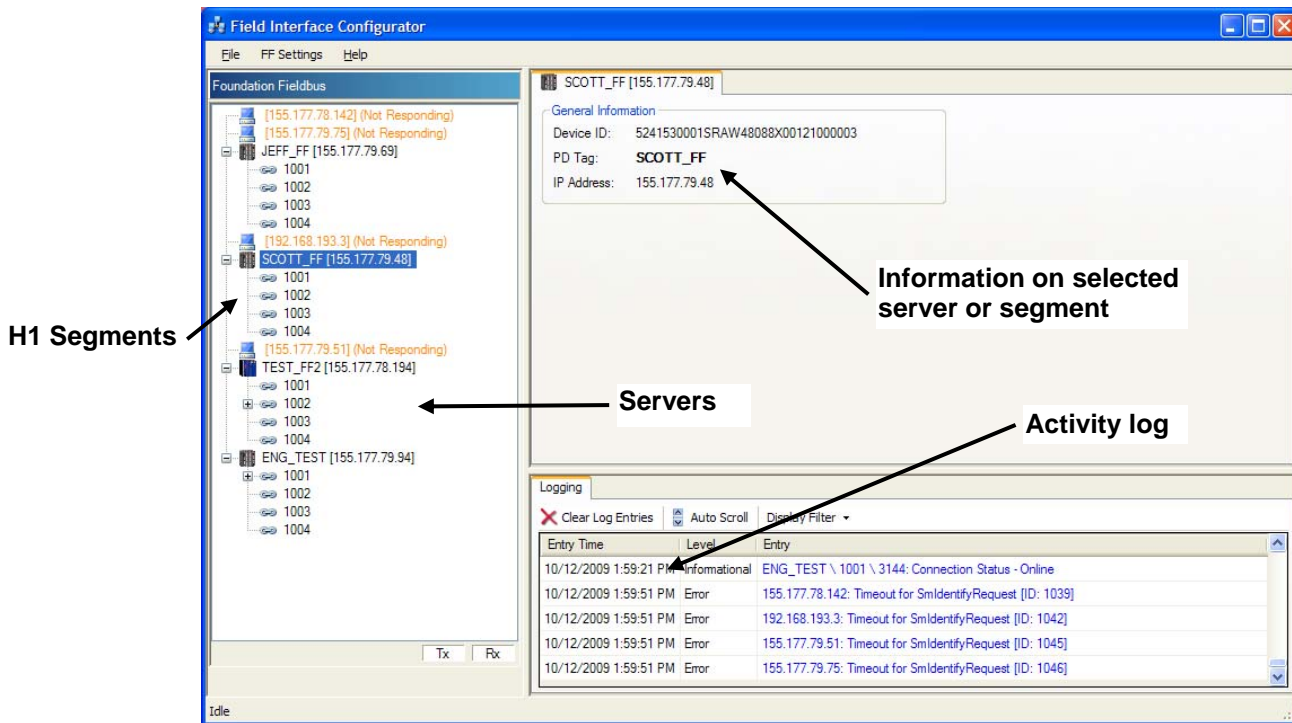 Field Interface Configurator
File FF Settings Help
Foundation Fieldbus
[155.177.78.142] (Not Responding)
[155.177.79.75] (Not Responding)
JEFF_FF [155.177.79.69]
1001
1002
1003
1004
[192.168.193.3] (Not Responding)
SCOTT_FF [155.177.79.48]
1001
1002
1003
1004
[155.177.79.51] (Not Responding)
TEST_FF2 [155.177.78.194]
1001
1002
1003
1004
ENG_TEST [155.177.79.94]
1001
1002
1003
1004
Tx Rx
Idle
H1 Segments
SCOTT_FF [155.177.79.48]
General Information
Device ID: 5241530001SRAW48088X00121000003
PD Tag: SCOTT_FF
IP Address: 155.177.79.48
Information on selected
server or segment
Servers
Activity log
Logging
Clear Log Entries Auto Scroll Display Filter
Entry Time Level Entry
10/12/2009 1:59:21 PM Informational ENG_TEST \ 1001 \ 3144: Connection Status - Online
10/12/2009 1:59:51 PM Error 155.177.78.142: Timeout for SmIdentifyRequest [ID: 1039]
10/12/2009 1:59:51 PM Error 192.168.193.3: Timeout for SmIdentifyRequest [ID: 1042]
10/12/2009 1:59:51 PM Error 155.177.79.51: Timeout for SmIdentifyRequest [ID: 1045]
10/12/2009 1:59:51 PM Error 155.177.79.75: Timeout for SmIdentifyRequest [ID: 1046]